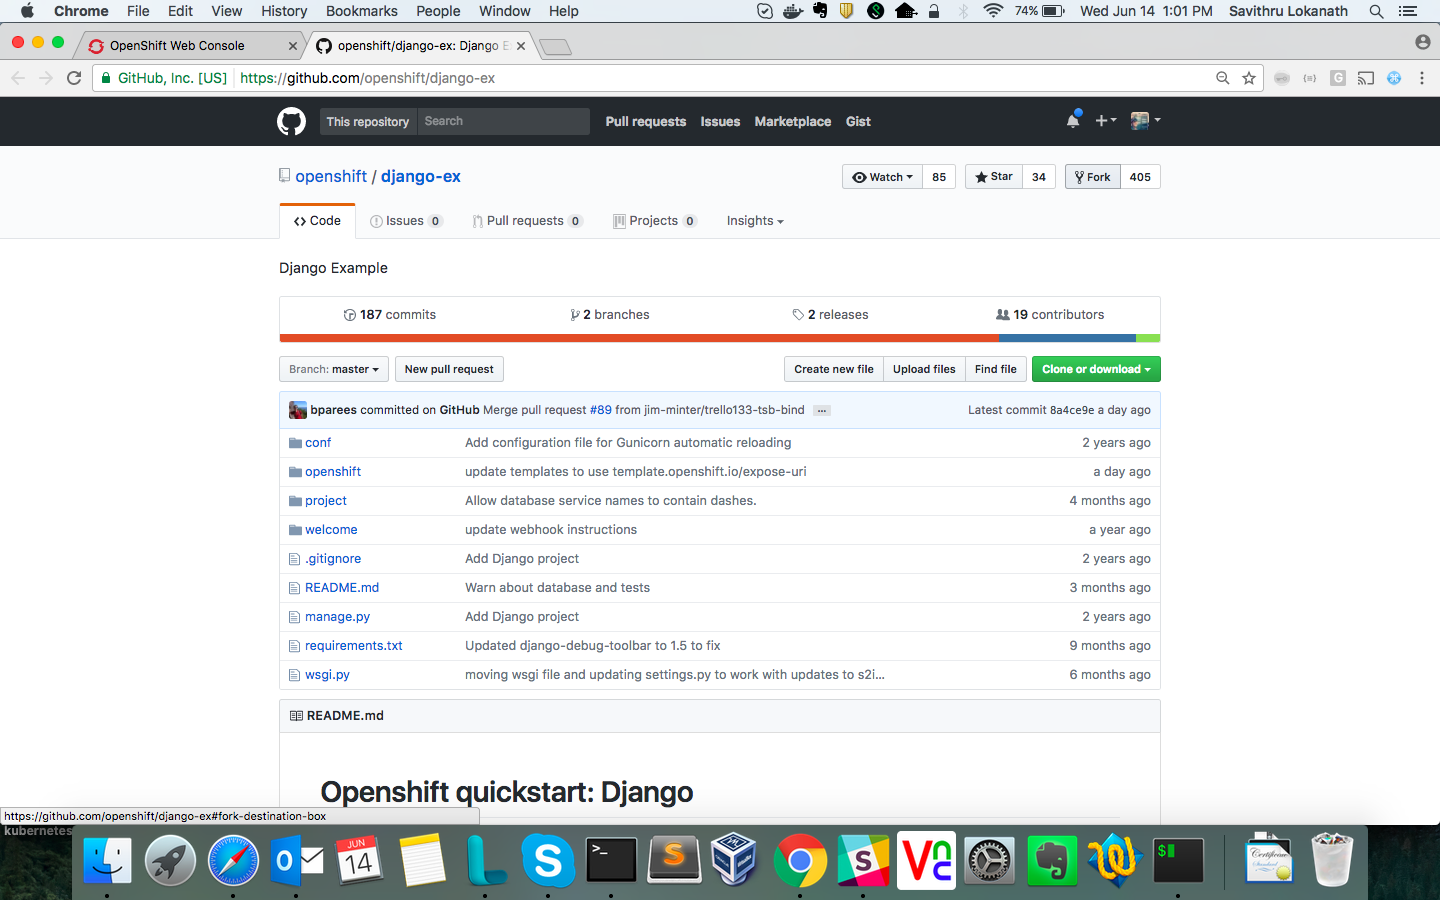 Chrome File Edit View History Bookmarks People Window Help 74% Wed Jun 14 1:01 PM Savithru Lokanath
OpenShift Web Console openshift/django-ex: Django E
GitHub, Inc. [US] https://github.com/openshift/django-ex
This repository Search Pull requests Issues Marketplace Gist
openshift / django-ex Watch 85 Star 34 Fork 405
Code Issues 0 Pull requests 0 Projects 0 Insights
Django Example
187 commits 2 branches 2 releases 19 contributors
Branch: master New pull request Create new file Upload files Find file Clone or download
bparees committed on GitHub Merge pull request #89 from jim-minter/trello133-tsb-bind ... Latest commit 8a4ce9e a day ago
conf Add configuration file for Gunicorn automatic reloading 2 years ago
openshift update templates to use template.openshift.io/expose-uri a day ago
project Allow database service names to contain dashes. 4 months ago
welcome update webhook instructions a year ago
.gitignore Add Django project 2 years ago
README.md Warn about database and tests 3 months ago
manage.py Add Django project 2 years ago
requirements.txt Updated django-debug-toolbar to 1.5 to fix 9 months ago
wsgi.py moving wsgi file and updating settings.py to work with updates to s2i... 6 months ago
README.md
Openshift quickstart: Django
https://github.com/openshift/django-ex#fork-destination-box
kubernetes
JUN
14